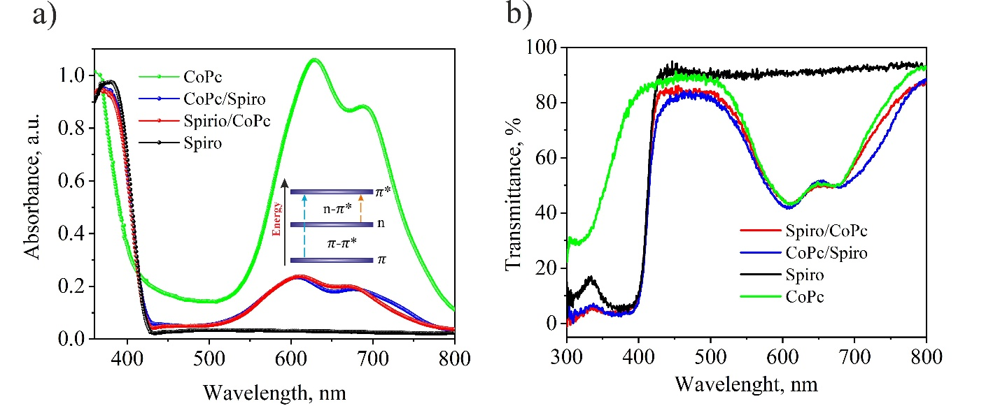 a)
Absorbance, a.u.
1.0
0.8
0.6
0.4
0.2
0.0
CoPc
CoPc/Spiro
Spirio/CoPc
Spiro
Energy
π*
n-π*
n
π-π*
π
400 500 600 700 800
Wavelength, nm
b)
Transmittance, %
100
80
60
40
20
0
Spiro/CoPc
CoPc/Spiro
Spiro
CoPc
300 400 500 600 700 800
Wavelenght, nm